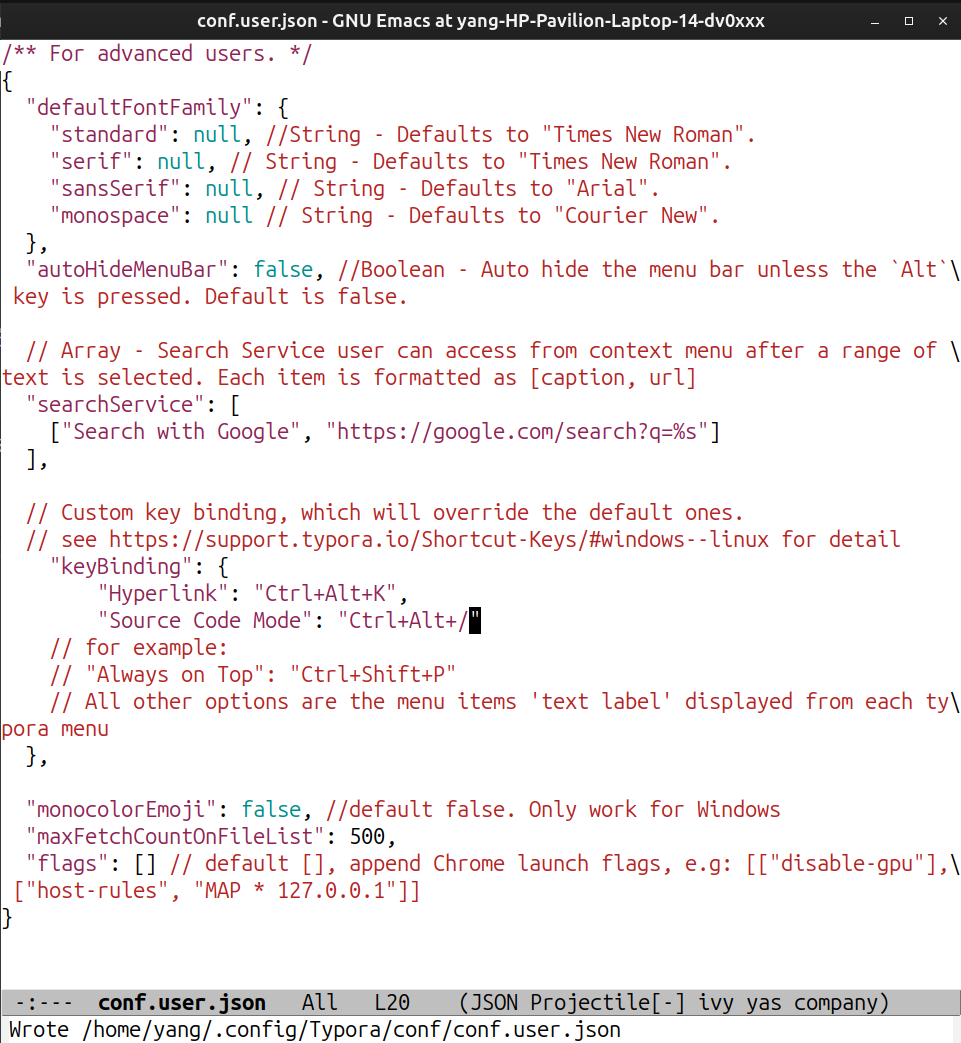 conf.user.json - GNU Emacs at yang-HP-Pavilion-Laptop-14-dv0xxx
/** For advanced users. */
{
  "defaultFontFamily": {
    "standard": null, //String - Defaults to "Times New Roman".
    "serif": null, // String - Defaults to "Times New Roman".
    "sansSerif": null, // String - Defaults to "Arial".
    "monospace": null // String - Defaults to "Courier New".
  },
  "autoHideMenuBar": false, //Boolean - Auto hide the menu bar unless the `Alt`\
 key is pressed. Default is false.

  // Array - Search Service user can access from context menu after a range of \
text is selected. Each item is formatted as [caption, url]
  "searchService": [
    ["Search with Google", "https://google.com/search?q=%s"]
  ],

  // Custom key binding, which will override the default ones.
  // see https://support.typora.io/Shortcut-Keys/#windows--linux for detail
    "keyBinding": {
        "Hyperlink": "Ctrl+Alt+K",
        "Source Code Mode": "Ctrl+Alt+/"
    // for example:
    // "Always on Top": "Ctrl+Shift+P"
    // All other options are the menu items 'text label' displayed from each ty\
pora menu
  },

  "monocolorEmoji": false, //default false. Only work for Windows
  "maxFetchCountOnFileList": 500,
  "flags": [] // default [], append Chrome launch flags, e.g: [["disable-gpu"],\
 ["host-rules", "MAP * 127.0.0.1"]]
}
-:---  conf.user.json   All   L20    (JSON Projectile[-] ivy yas company)
Wrote /home/yang/.config/Typora/conf/conf.user.json